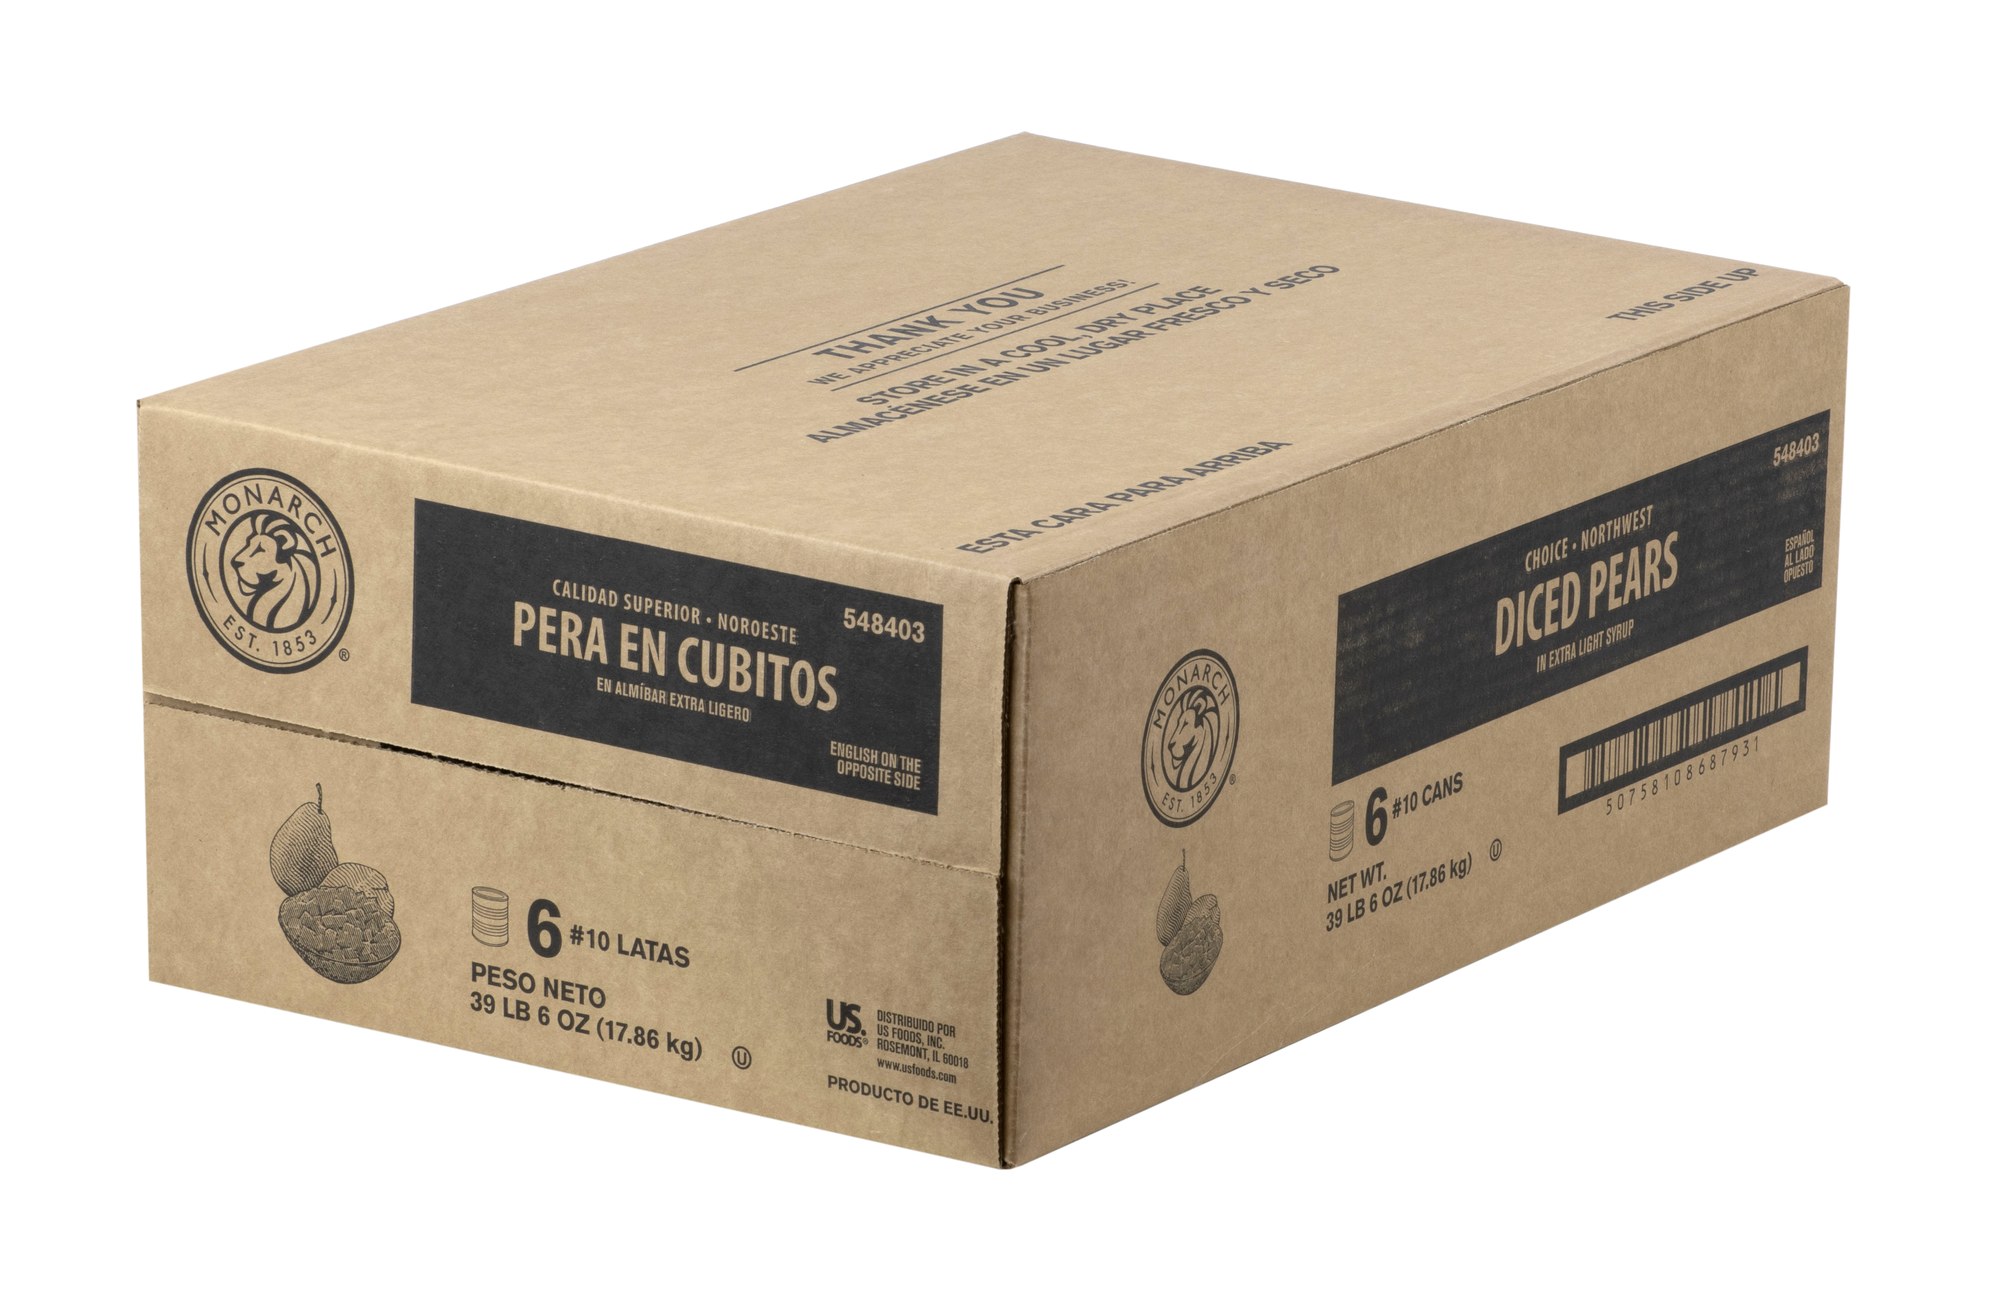 THANK YOU
WE APPRECIATE YOUR BUSINESS!
STORE IN A COOL, DRY PLACE
ALMACÉNESE EN UN LUGAR FRESCO Y SECO
THIS SIDE UP
ESTA CARA PARA ARRIBA
MONARCH
EST. 1853
®
CALIDAD SUPERIOR • NOROESTE
548403
PERA EN CUBITOS
EN ALMÍBAR EXTRA LIGERO
ENGLISH ON THE
OPPOSITE SIDE
6 #10 LATAS
PESO NETO
39 LB 6 OZ (17.86 kg)
U
US.
FOODS®
DISTRIBUIDO POR
US FOODS, INC.
ROSEMONT, IL 60018
www.usfoods.com
PRODUCTO DE EE.UU.
548403
CHOICE • NORTHWEST
DICED PEARS
IN EXTRA LIGHT SYRUP
ESPAÑOL
AL LADO
OPUESTO
MONARCH
EST. 1853
®
6 #10 CANS
NET WT.
39 LB 6 OZ (17.86 kg)
U
50758108687931